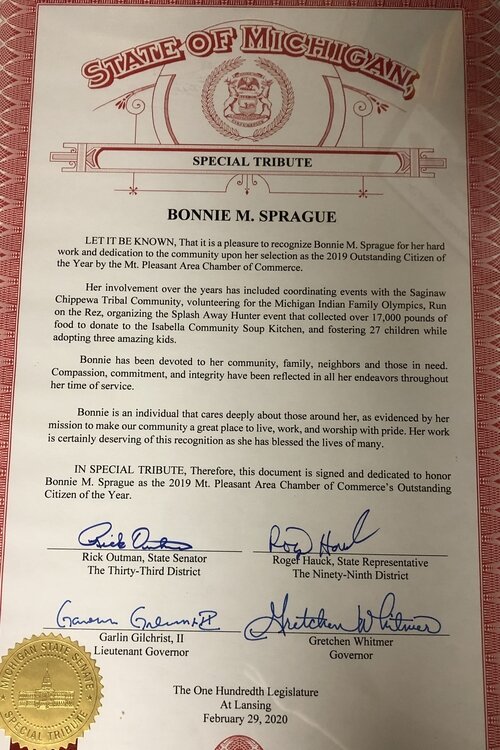 STATE OF MICHIGAN,
SPECIAL TRIBUTE
BONNIE M. SPRAGUE
LET IT BE KNOWN, That it is a pleasure to recognize Bonnie M. Sprague for her hard
work and dedication to the community upon her selection as the 2019 Outstanding Citizen of
the Year by the Mt. Pleasant Area Chamber of Commerce.
Her involvement over the years has included coordinating events with the Saginaw
Chippewa Tribal Community, volunteering for the Michigan Indian Family Olympics, Run
on the Rez, organizing the Splash Away Hunter event that collected over 17,000 pounds of
food to donate to the Isabella Community Soup Kitchen, and fostering 27 children while
adopting three amazing kids.
Bonnie has been devoted to her community, family, neighbors and those in need.
Compassion, commitment, and integrity have been reflected in all her endeavors throughout
her time of service.
Bonnie is an individual that cares deeply about those around her, as evidenced by her
mission to make our community a great place to live, work, and worship with pride. Her work
is certainly deserving of this recognition as she has blessed the lives of many.
IN SPECIAL TRIBUTE, Therefore, this document is signed and dedicated to honor
Bonnie M. Sprague as the 2019 Mt. Pleasant Area Chamber of Commerce's Outstanding
Citizen of the Year.
Rick Outman, State Senator
The Thirty-Third District
Roger Hauck, State Representative
The Ninety-Ninth District
Gretchen Whitmer
Garlin Gilchrist, II
Lieutenant Governor
Gretchen Whitmer
Governor
MICHIGAN STATE SENATE
SPECIAL TRIBUTE
The One Hundredth Legislature
At Lansing
February 29, 2020